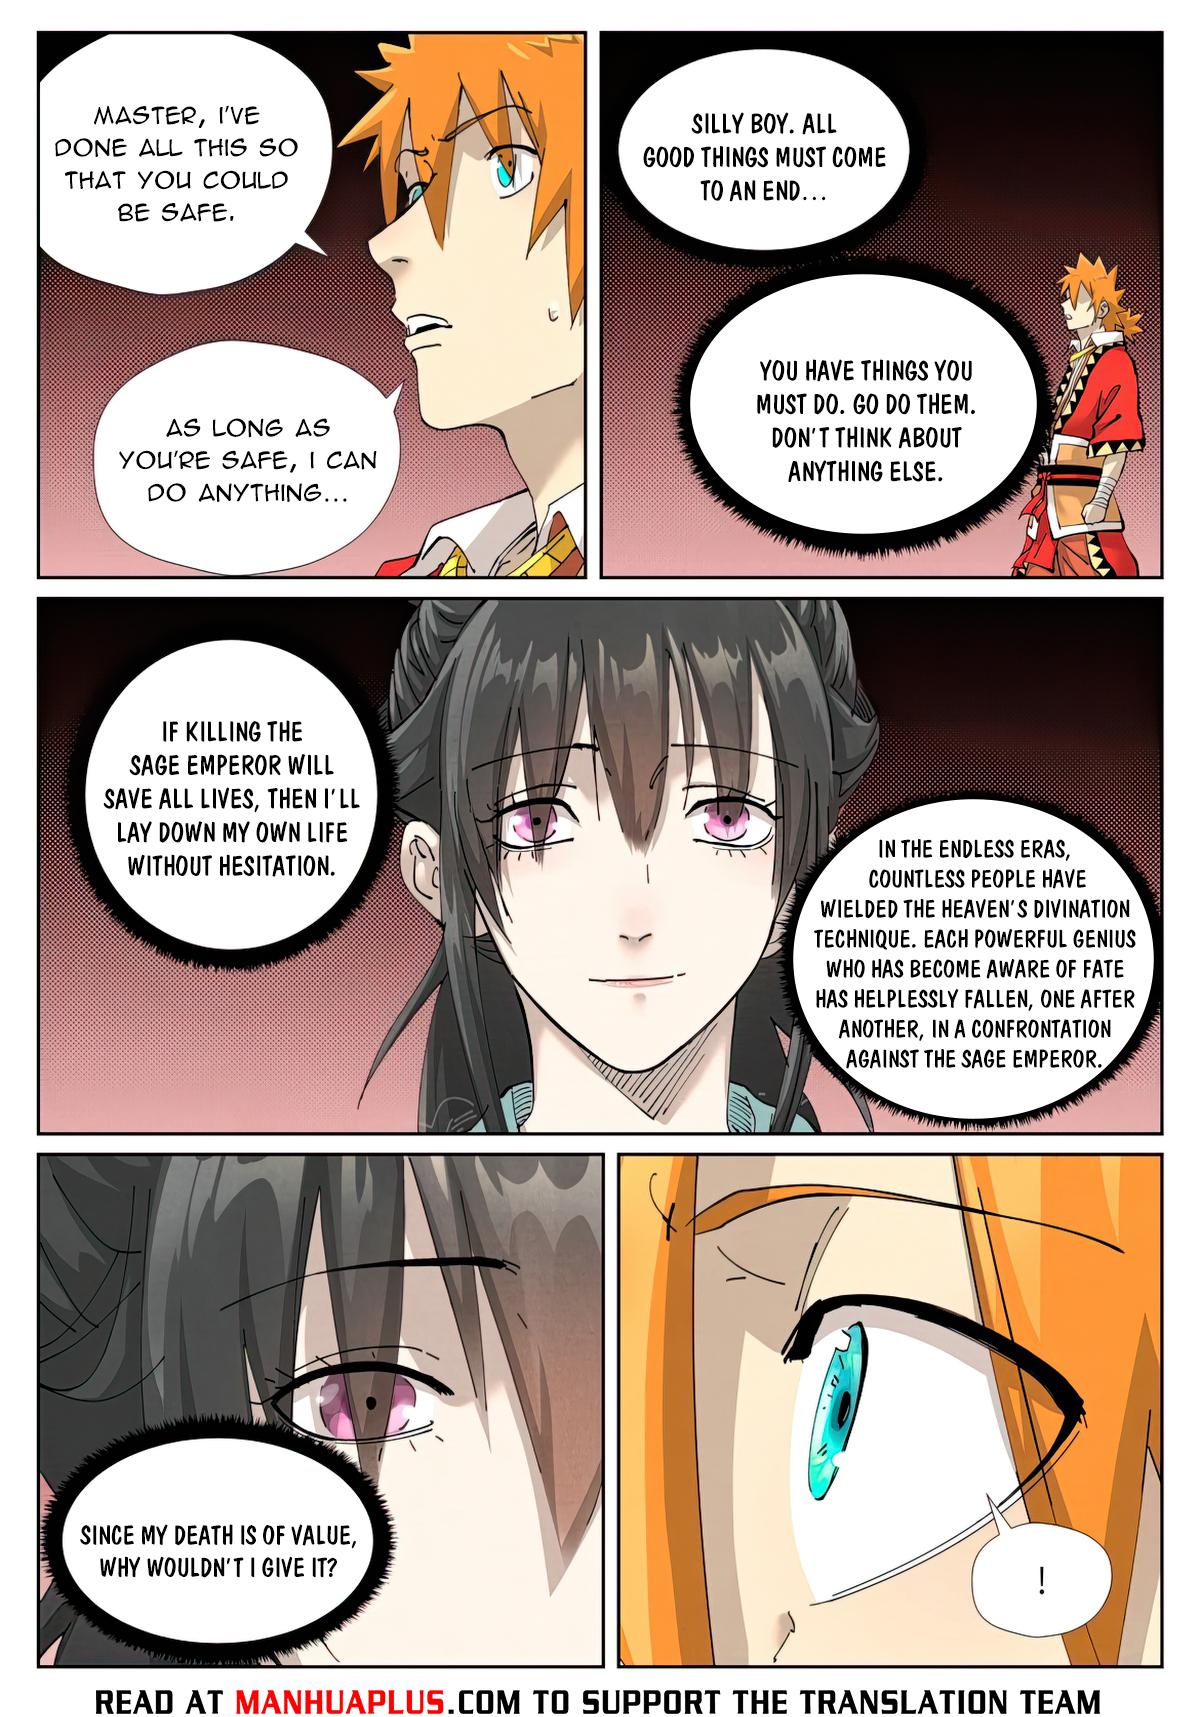 MASTER, I'VE
DONE ALL THIS SO
THAT YOU COULD
BE SAFE.
AS LONG AS
YOU'RE SAFE, I CAN
DO ANYTHING...
SILLY BOY. ALL
GOOD THINGS MUST COME
TO AN END...
YOU HAVE THINGS YOU
MUST DO. GO DO THEM.
DON'T THINK ABOUT
ANYTHING ELSE.
IF KILLING THE
SAGE EMPEROR WILL
SAVE ALL LIVES, THEN I'LL
LAY DOWN MY OWN LIFE
WITHOUT HESITATION.
IN THE ENDLESS ERAS,
COUNTLESS PEOPLE HAVE
WIELDED THE HEAVEN'S DIVINATION
TECHNIQUE. EACH POWERFUL GENIUS
WHO HAS BECOME AWARE OF FATE
HAS HELPLESSLY FALLEN, ONE AFTER
ANOTHER, IN A CONFRONTATION
AGAINST THE SAGE EMPEROR.
SINCE MY DEATH IS OF VALUE,
WHY WOULDN'T I GIVE IT?
!
READ AT MANHUAPLUS.COM TO SUPPORT THE TRANSLATION TEAM